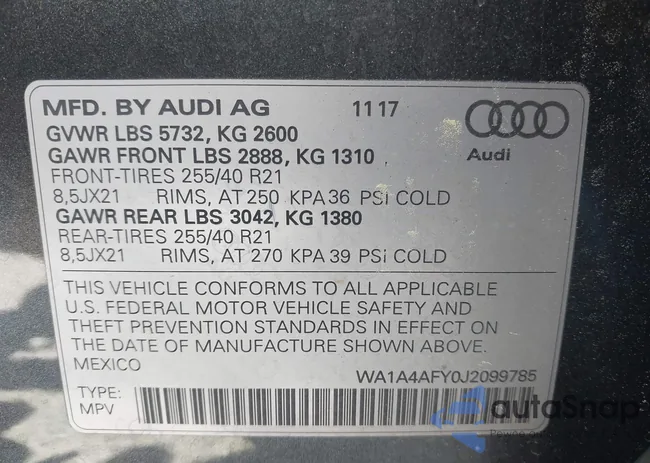 MFD. BY AUDI AG 11 17
GVWR LBS 5732, KG 2600
GAWR FRONT LBS 2888, KG 1310
Audi
FRONT-TIRES 255/40 R21
8,5JX21 RIMS, AT 250 KPA 36 PSI COLD
GAWR REAR LBS 3042, KG 1380
REAR-TIRES 255/40 R21
8,5JX21 RIMS, AT 270 KPA 39 PSI COLD
THIS VEHICLE CONFORMS TO ALL APPLICABLE
U.S. FEDERAL MOTOR VEHICLE SAFETY AND
THEFT PREVENTION STANDARDS IN EFFECT ON
THE DATE OF MANUFACTURE SHOWN ABOVE.
MEXICO
WA1A4AFY0J2099785
TYPE:
MPV
autoSnap